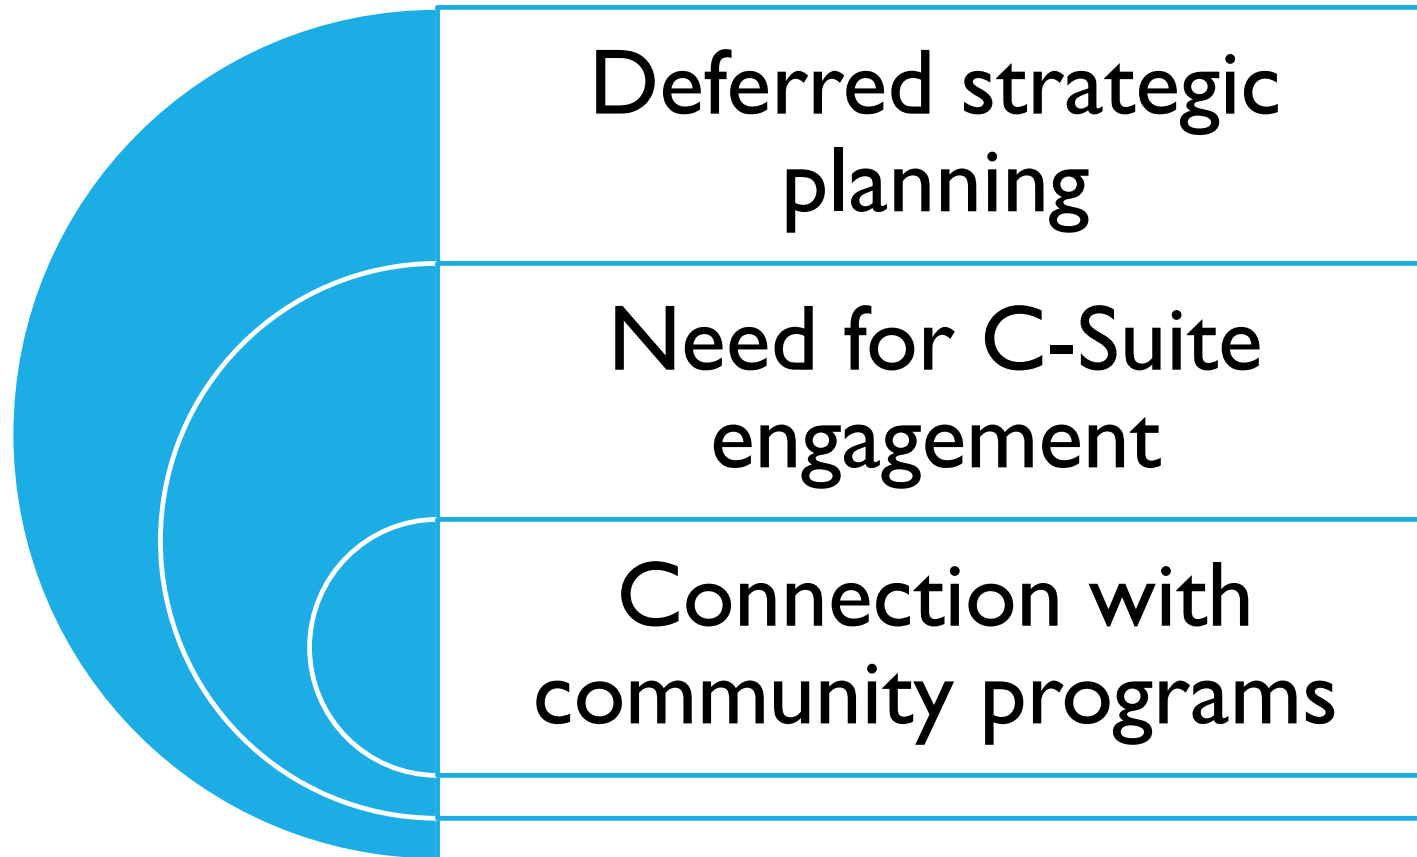 Deferred strategic
planning
Need for C-Suite
engagement
Connection with
community programs